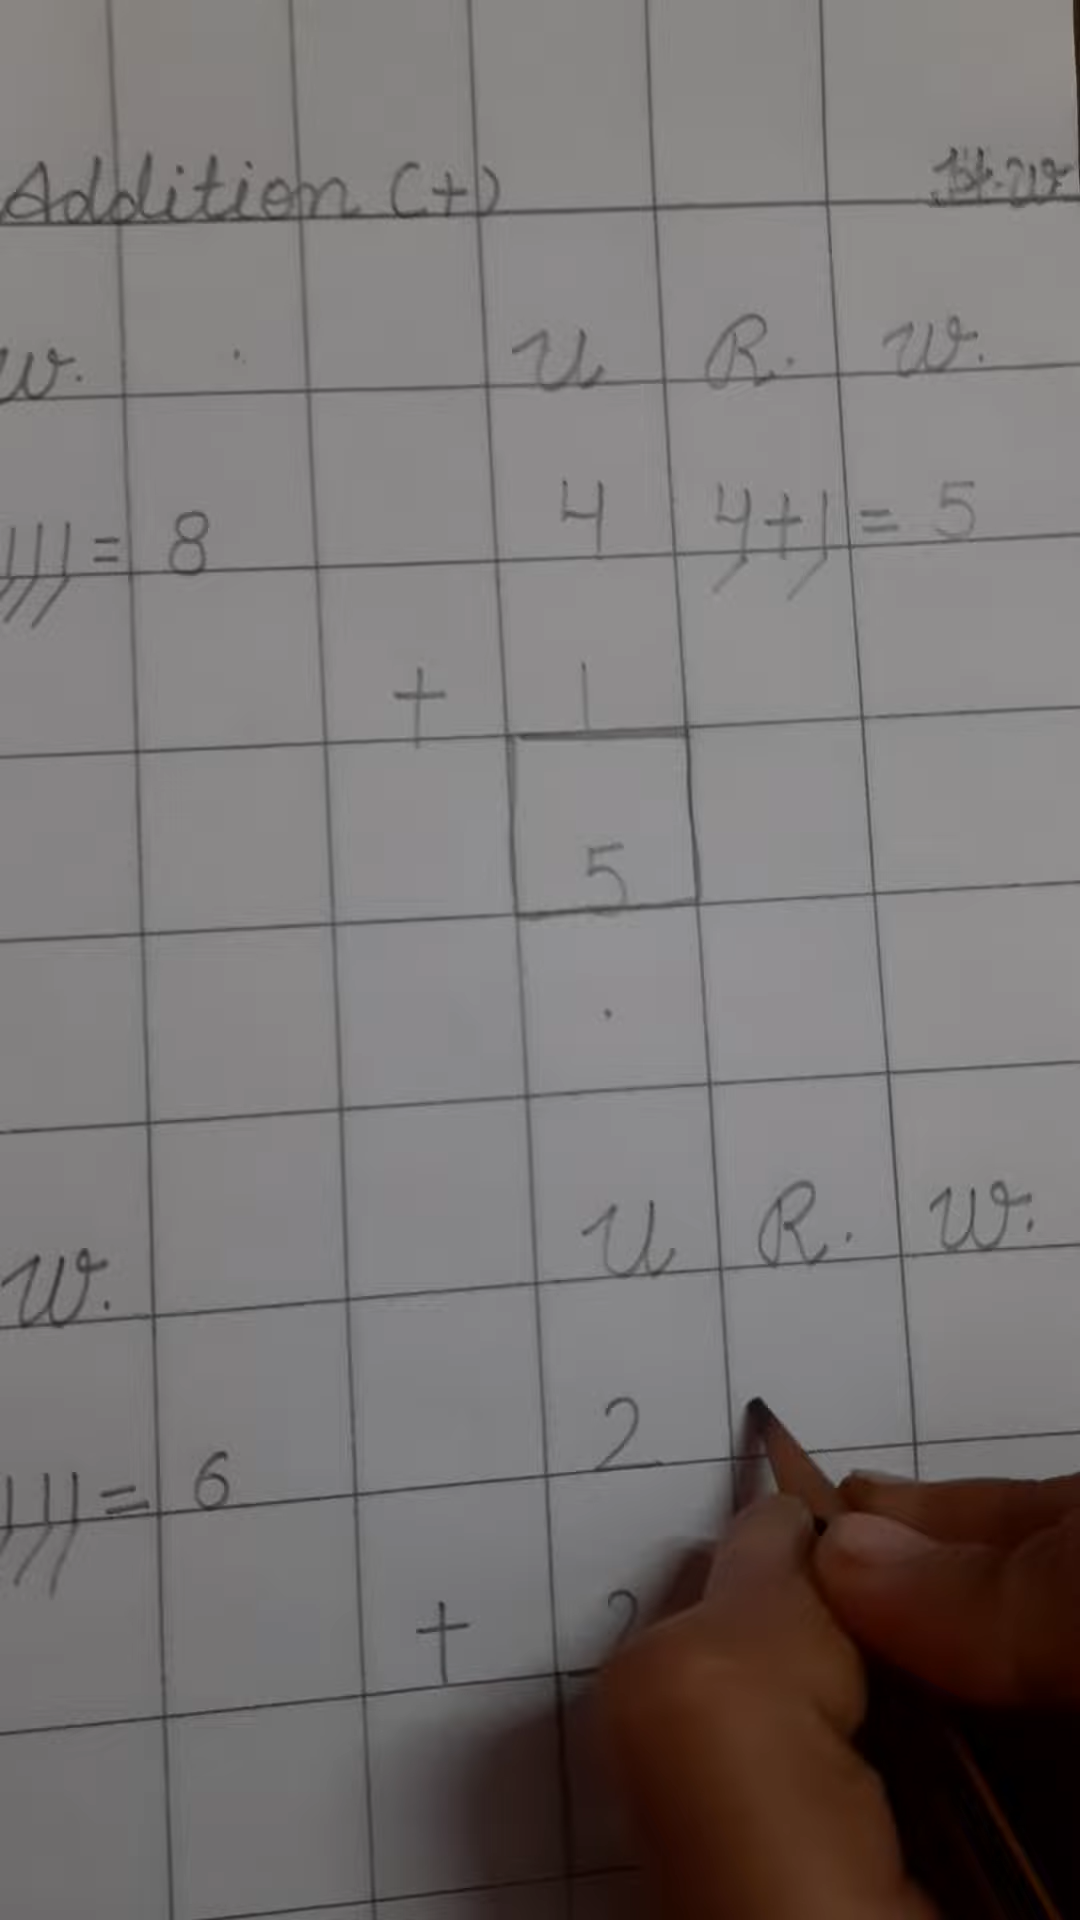 Addition (+) H.W
W. U R. W.
||| = 8 4 4+1 = 5
+ 1
5
W. U R. W.
|||| = 6 2
+